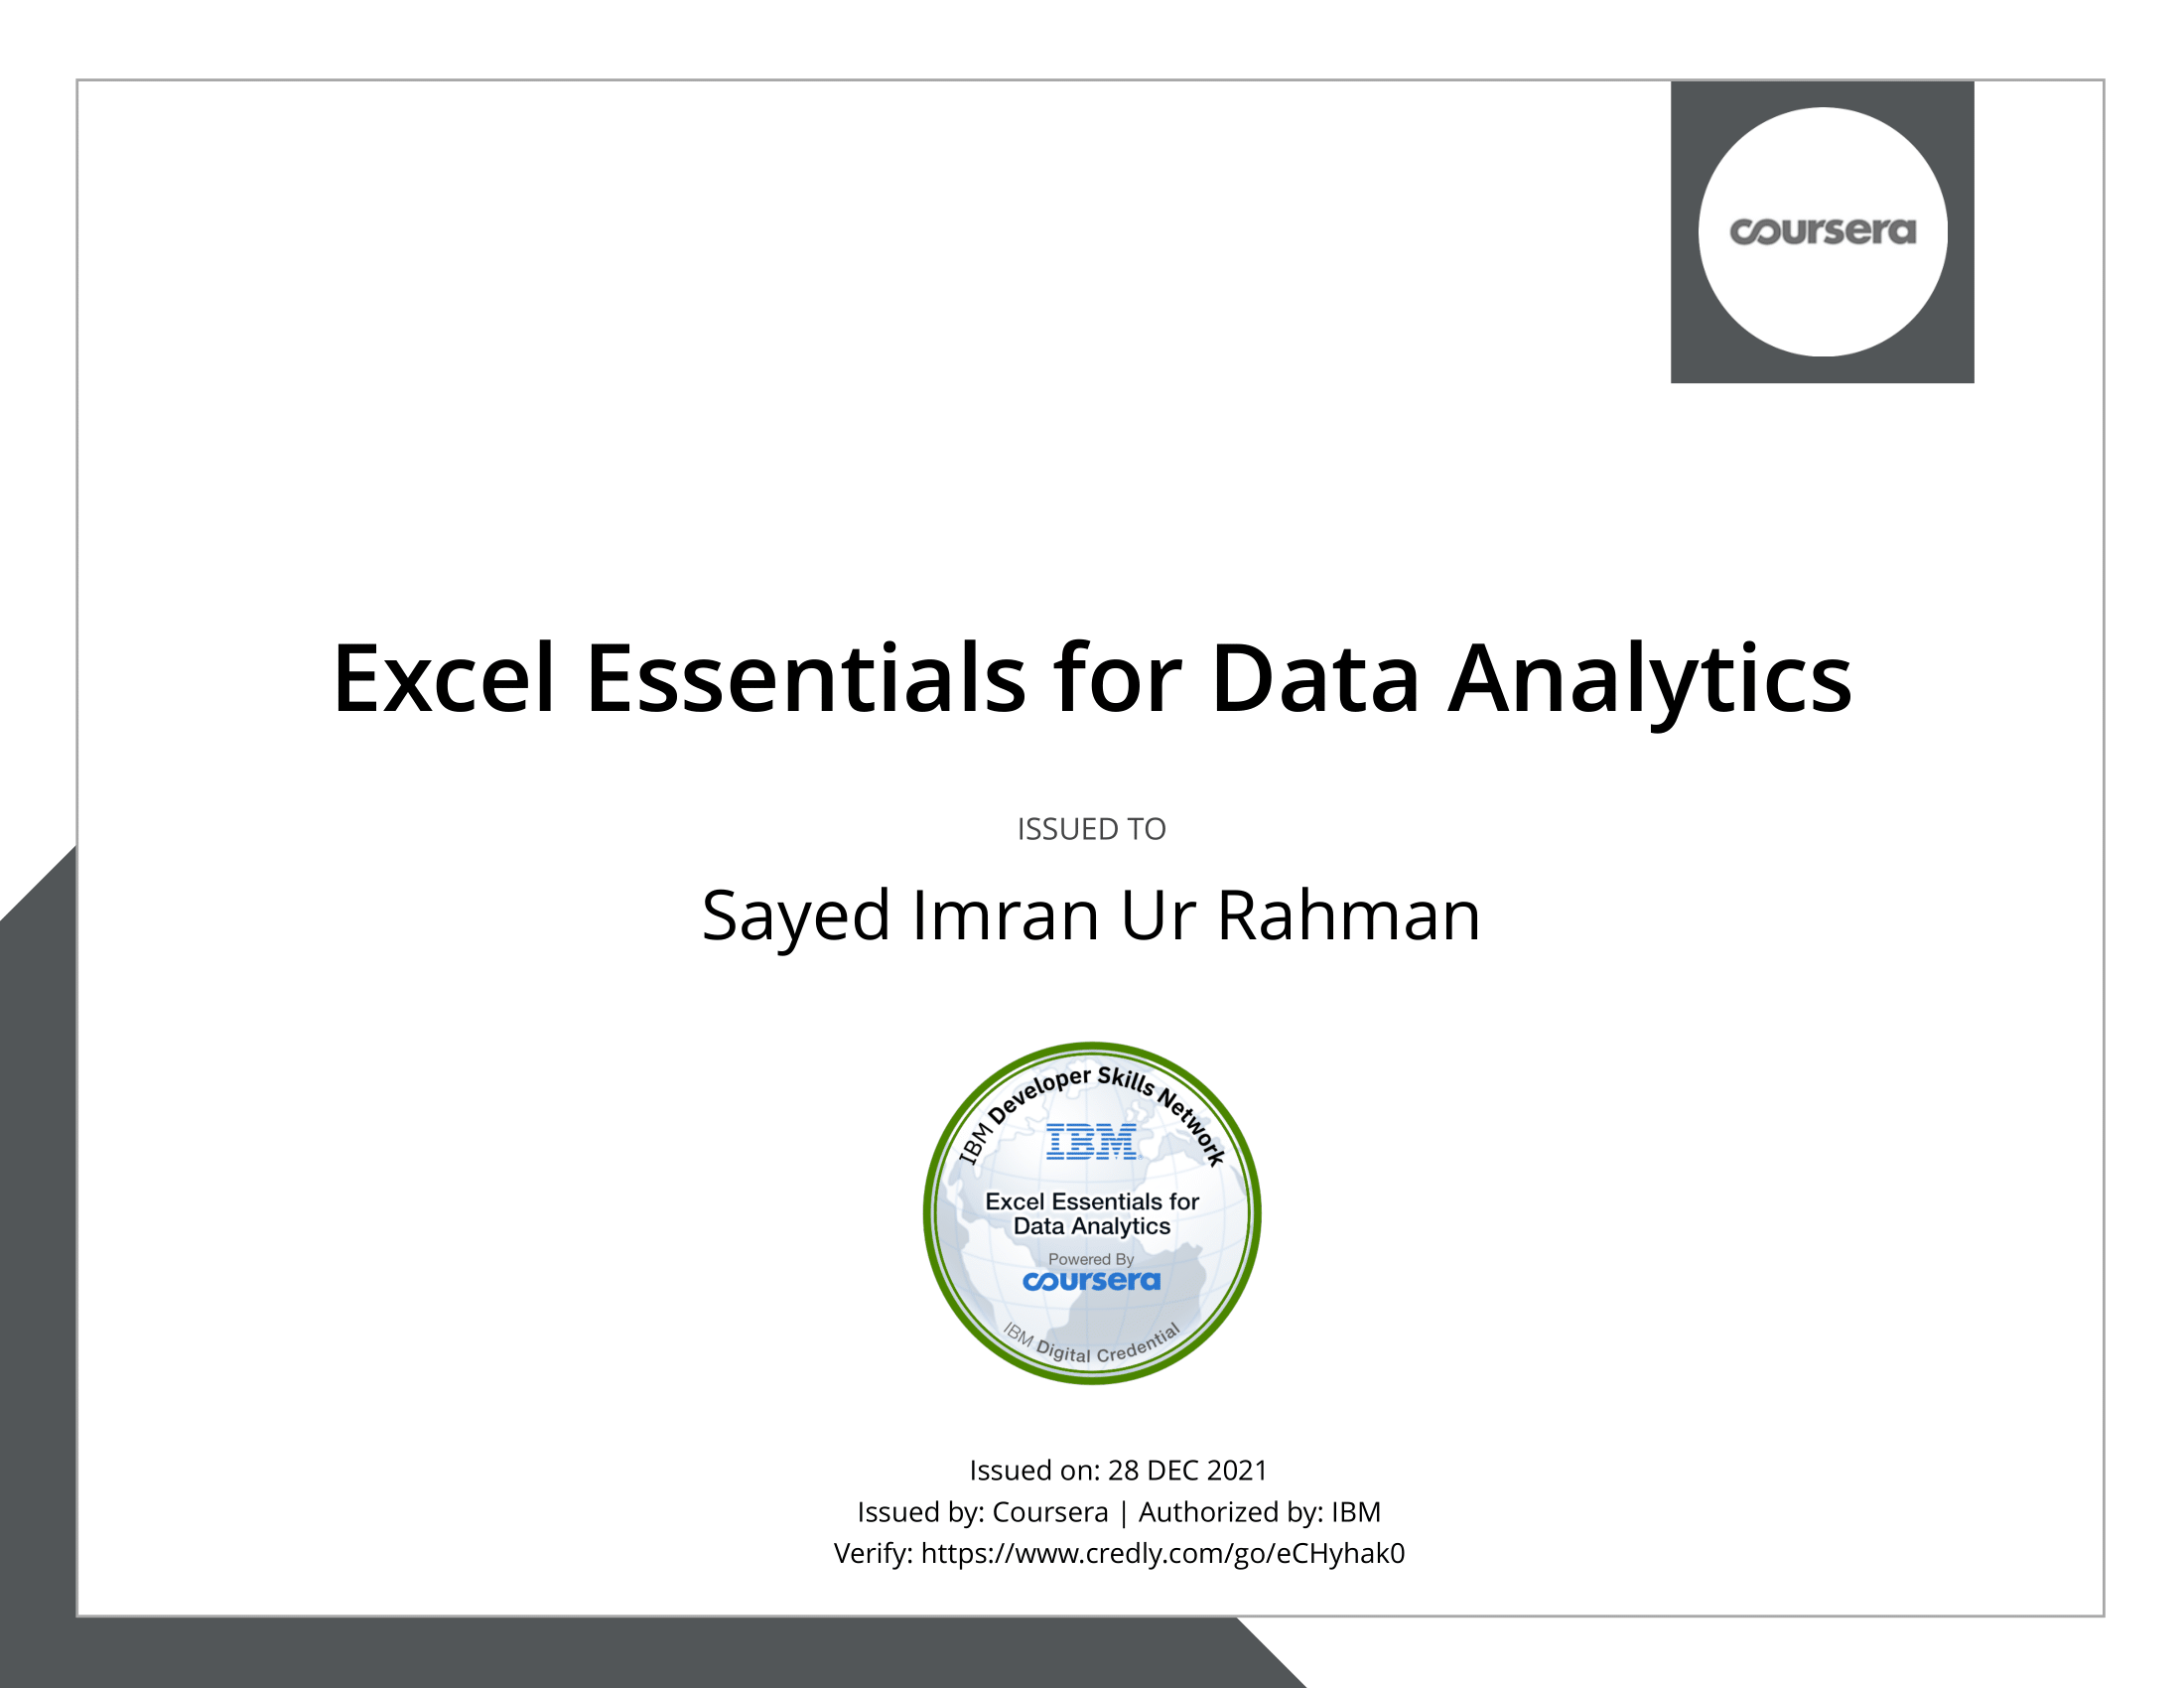 coursera
Excel Essentials for Data Analytics
ISSUED TO
Sayed Imran Ur Rahman
IBM Developer Skills Network
IBM
Excel Essentials for
Data Analytics
Powered By
coursera
IBM Digital Credential
Issued on: 28 DEC 2021
Issued by: Coursera | Authorized by: IBM
Verify: https://www.credly.com/go/eCHyhak0